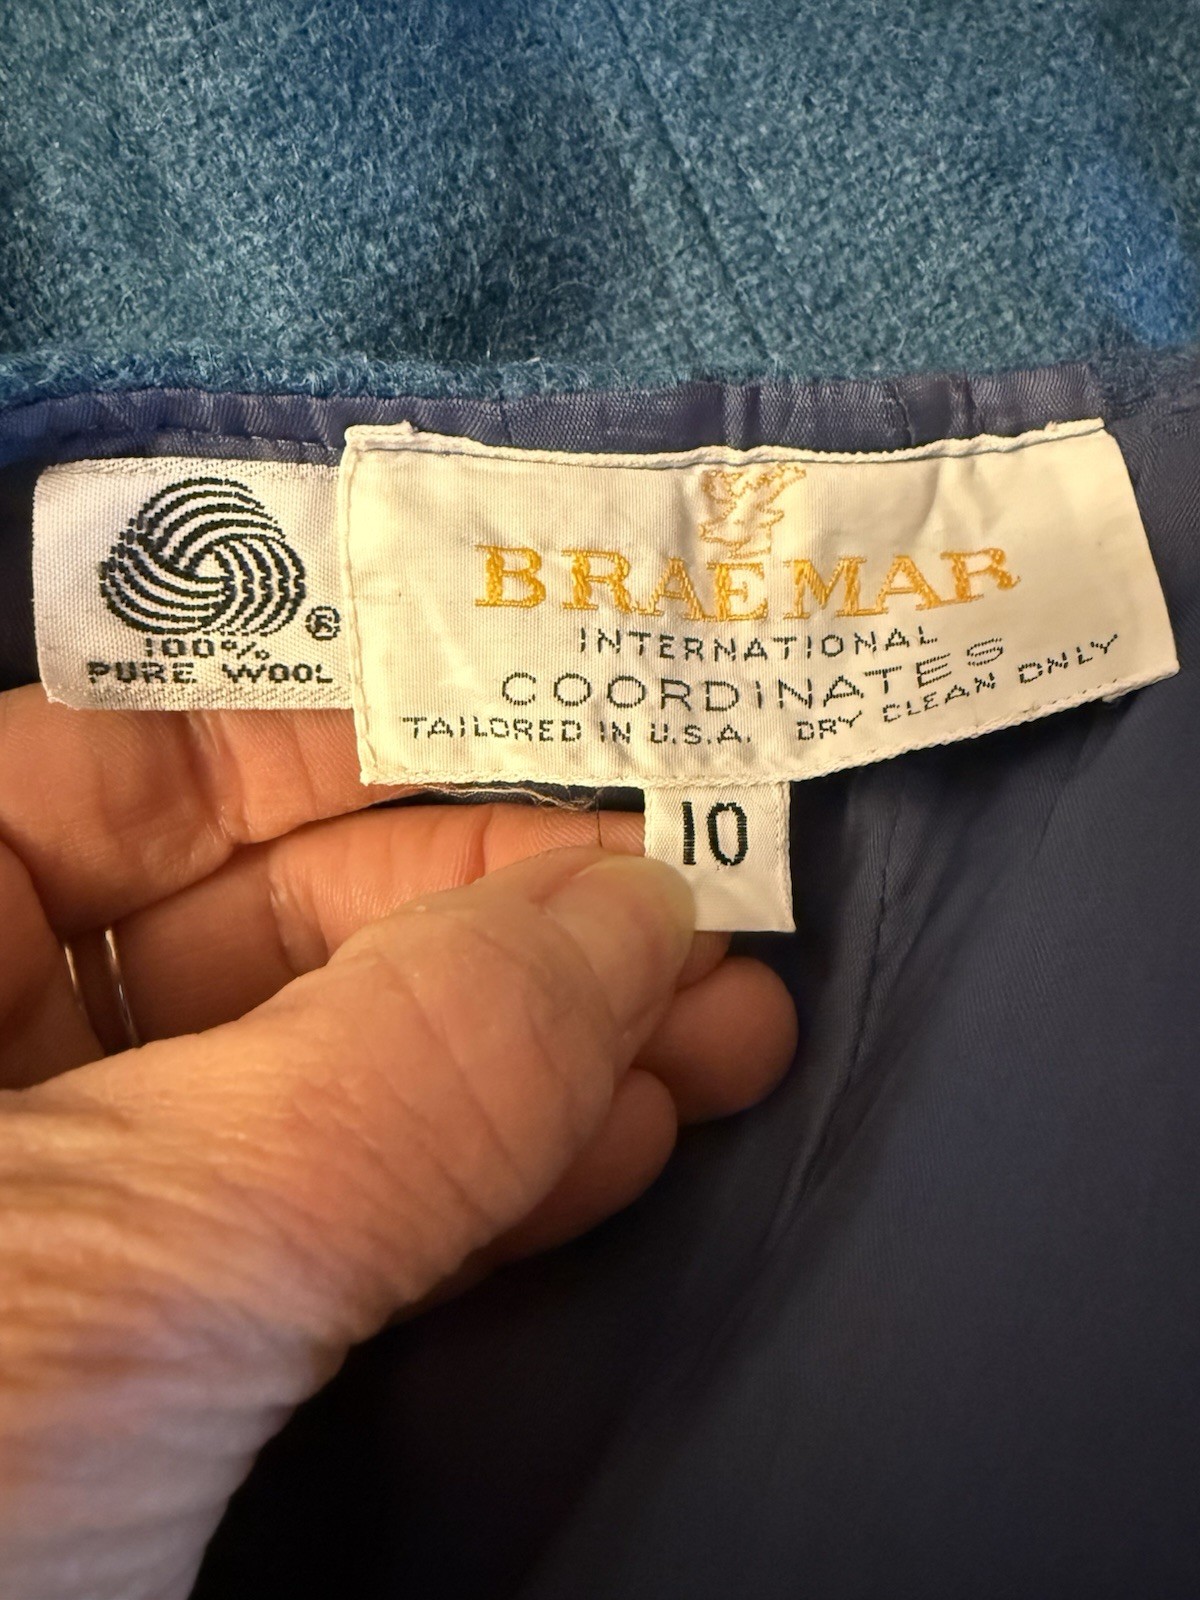 ®
100%
PURE WOOL
BRAEMAR
INTERNATIONAL
COORDINATES
TAILORED IN U.S.A. DRY CLEAN ONLY
10